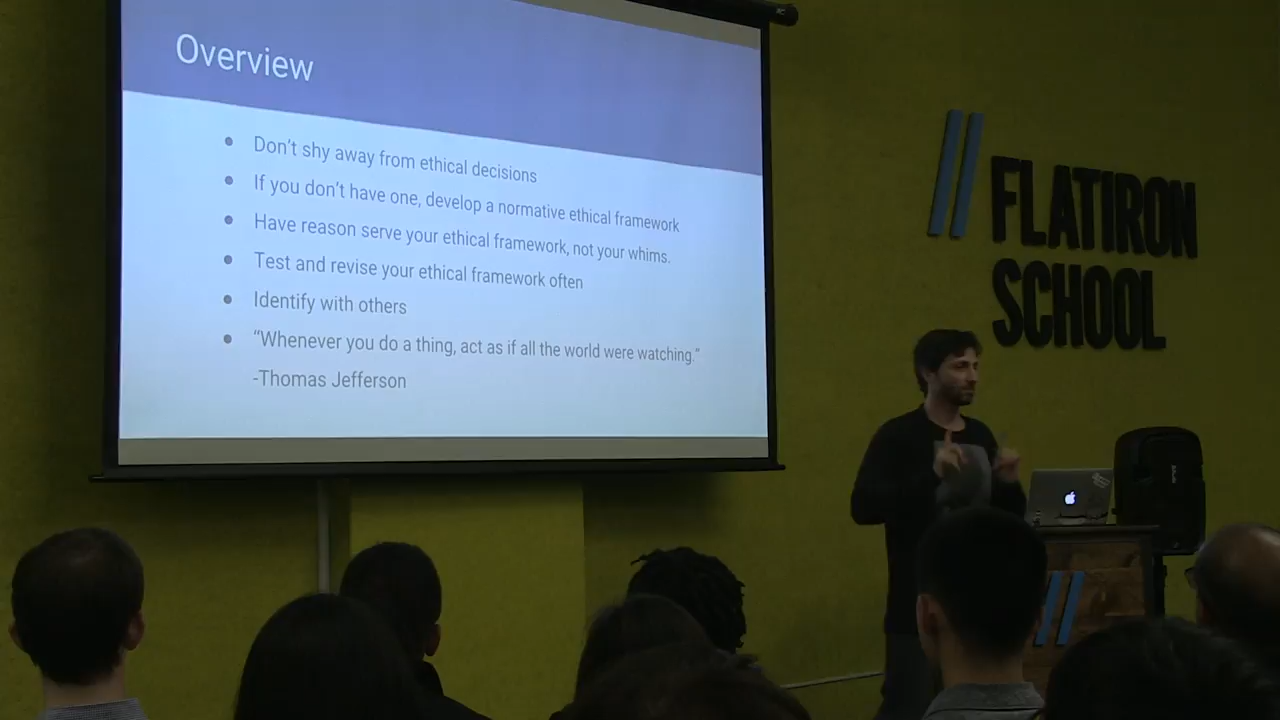 Overview
Don't shy away from ethical decisions
If you don't have one, develop a normative ethical framework
Have reason serve your ethical framework, not your whims.
Test and revise your ethical framework often
Identify with others
“Whenever you do a thing, act as if all the world were watching.”
-Thomas Jefferson
// FLATIRON
SCHOOL